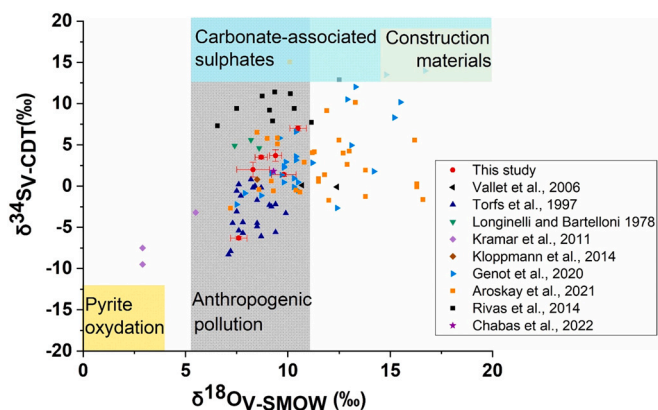 20
15
10
5
0
-5
-10
-15
-20
δ34SV-CDT(‰)
Carbonate-associated
sulphates
Construction
materials
Pyrite
oxydation
Anthropogenic
pollution
This study
Vallet et al., 2006
Torfs et al., 1997
Longinelli and Bartelloni 1978
Kramar et al., 2011
Kloppmann et al., 2014
Genot et al., 2020
Aroskay et al., 2021
Rivas et al., 2014
Chabas et al., 2022
0 5 10 15 20
δ18OV-SMOW (‰)